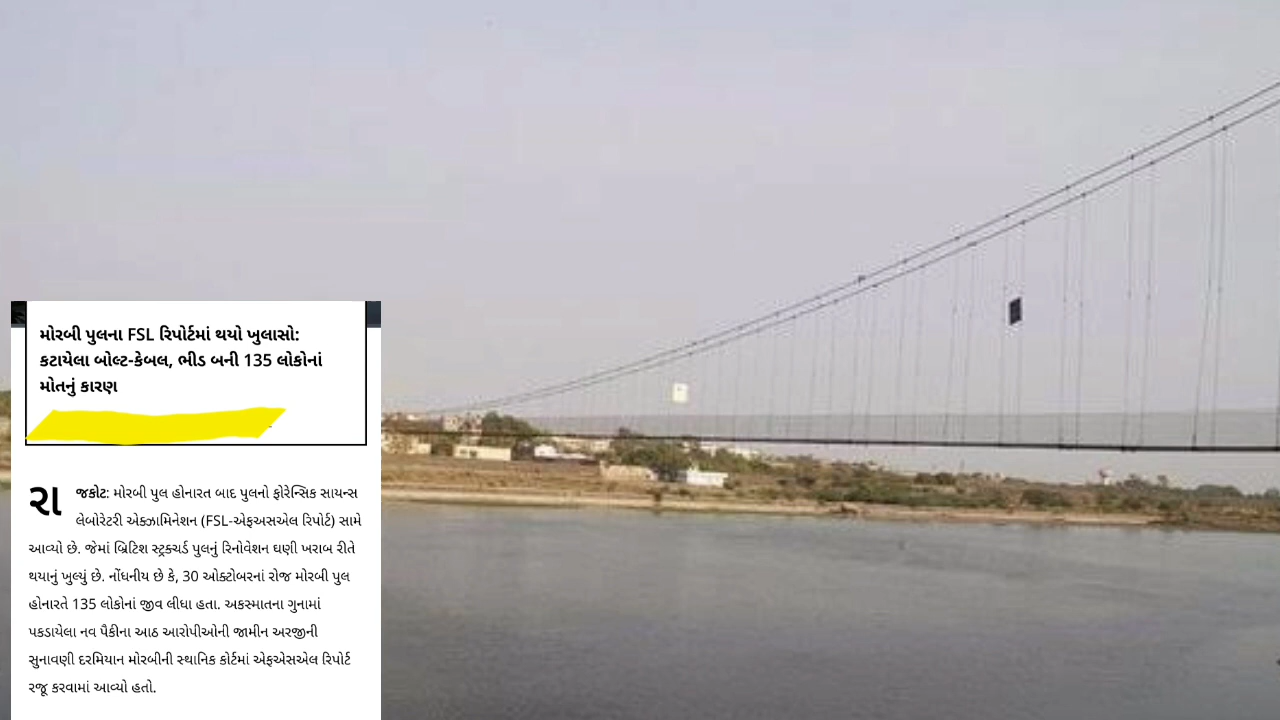 મોરબી પુલના FSL રિપોર્ટમાં થયો ખુલાસો:
કટાયેલા બોલ્ટ-કેબલ, ભીડ બની 135 લોકોનાં
મોતનું કારણ
રાજકોટ: મોરબી પુલ હોનારત બાદ પુલનો ફોરેન્સિક સાયન્સ
લેબોરેટરી એક્ઝામિનેશન (FSL-એફઅસએલ રિપોર્ટ) સામે
આવ્યો છે. જેમાં બ્રિટિશ સ્ટ્રક્ચર્ડ પુલનું રિનોવેશન ઘણી ખરાબ રીતે
થયાનું ખુલ્યું છે. નોંધનીય છે કે, 30 ઓક્ટોબરનાં રોજ મોરબી પુલ
હોનારતે 135 લોકોનાં જીવ લીધા હતા. અકસ્માતના ગુનામાં
પકડાયેલા નવ પૈકીના આઠ આરોપીઓની જામીન અરજીની
સુનાવણી દરમિયાન મોરબીની સ્થાનિક કોર્ટમાં એફએસએલ રિપોર્ટ
રજૂ કરવામાં આવ્યો હતો.